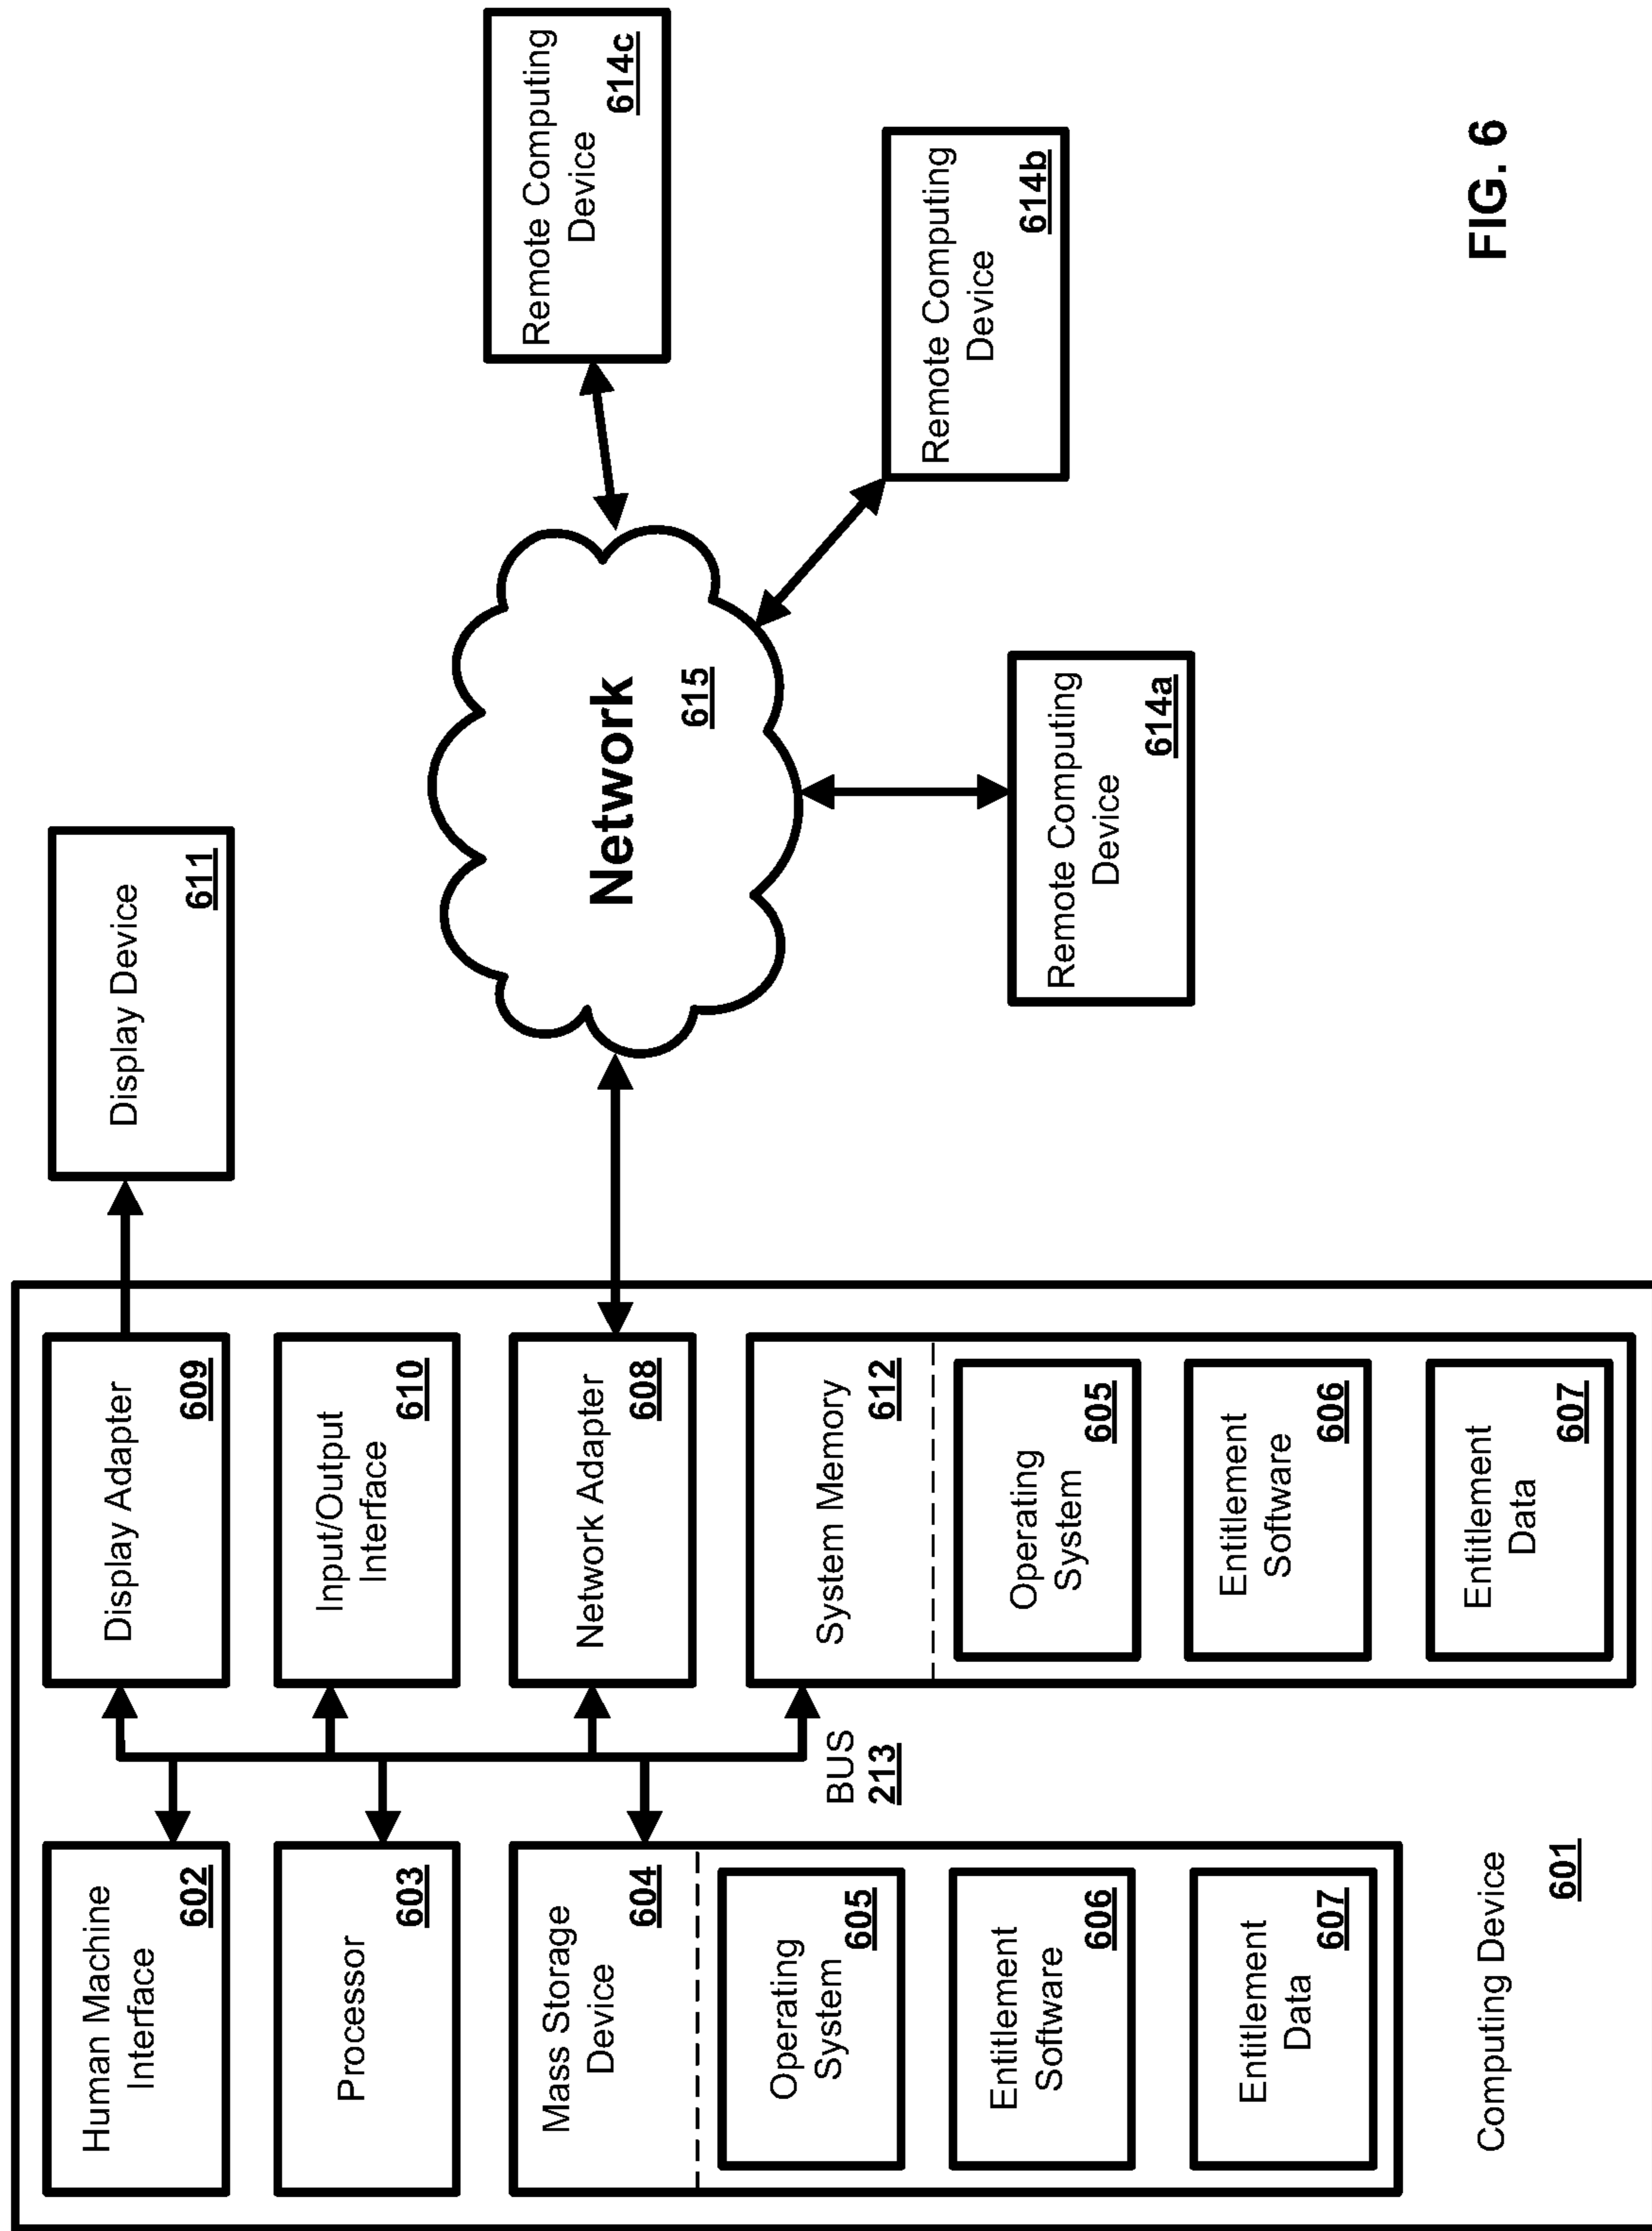 Human Machine
Interface
602
Processor
603
Mass Storage
Device
604
Operating
System
605
Entitlement
Software
606
Entitlement
Data
607
Computing Device
601
BUS
213
Display Adapter
609
Input/Output
Interface
610
Network Adapter
608
System Memory
612
Operating
System
605
Entitlement
Software
606
Entitlement
Data
607
Display Device
611
Network
615
Remote Computing
Device
614a
Remote Computing
Device
614b
Remote Computing
Device
614c
FIG. 6